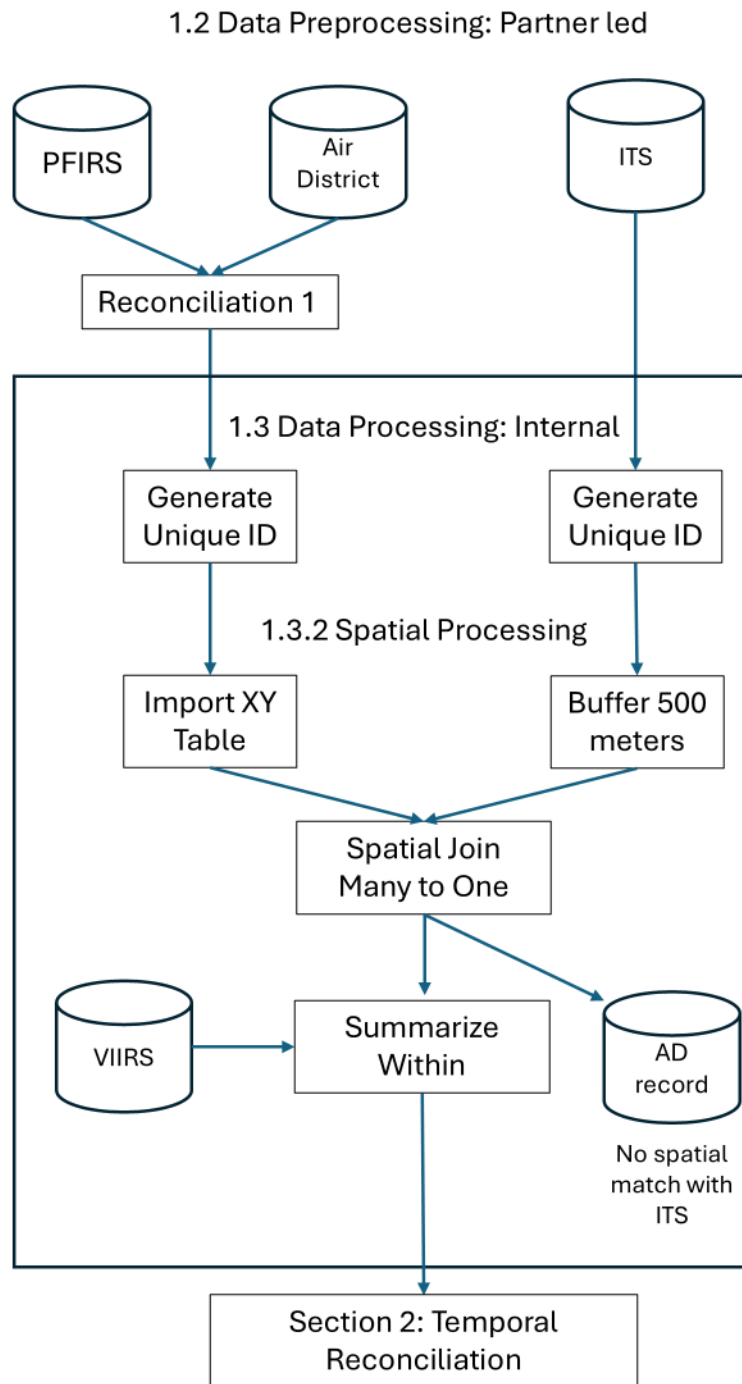 1.2 Data Preprocessing: Partner led
PFIRS
Air
District
ITS
Reconciliation 1
1.3 Data Processing: Internal
Generate
Unique ID
Generate
Unique ID
1.3.2 Spatial Processing
Import XY
Table
Buffer 500
meters
Spatial Join
Many to One
VIIRS
Summarize
Within
AD
record
No spatial
match with
ITS
Section 2: Temporal
Reconciliation